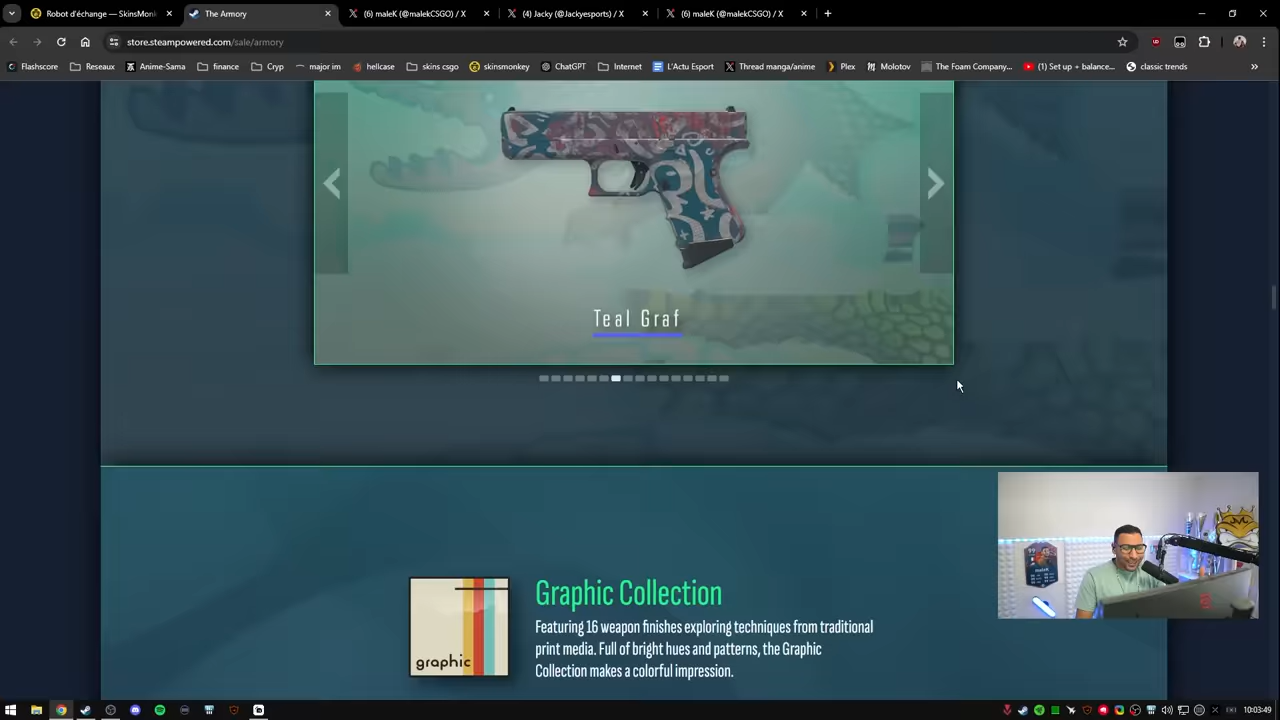 Robot d'échange — SkinsMonk
The Armory
(6) maleK (@malekCSGO) / X
(4) Jacky (@Jackyesports) / X
(6) maleK (@malekCSGO) / X
store.steampowered.com/sale/armory
Flashscore
Reseaux
Anime-Sama
finance
Cryp
major im
hellcase
skins csgo
skinsmonkey
ChatGPT
Internet
L'Actu Esport
Thread manga/anime
Plex
Molotov
The Foam Company...
(1) Set up + balance...
classic trends
Teal Graf
Graphic Collection
graphic
Featuring 16 weapon finishes exploring techniques from traditional
print media. Full of bright hues and patterns, the Graphic
Collection makes a colorful impression.
10:03:49